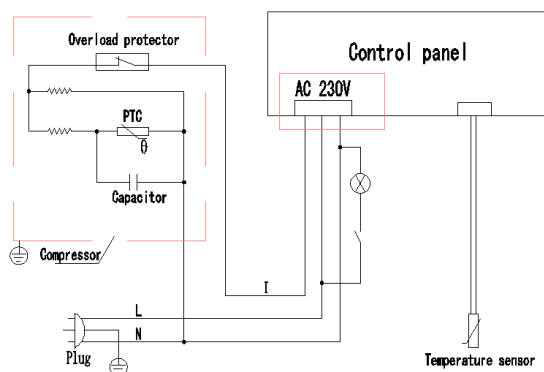 Overload protector
Control panel
AC 230V
PTC
θ
Capacitor
Compressor
I
L
N
Plug
Temperature sensor